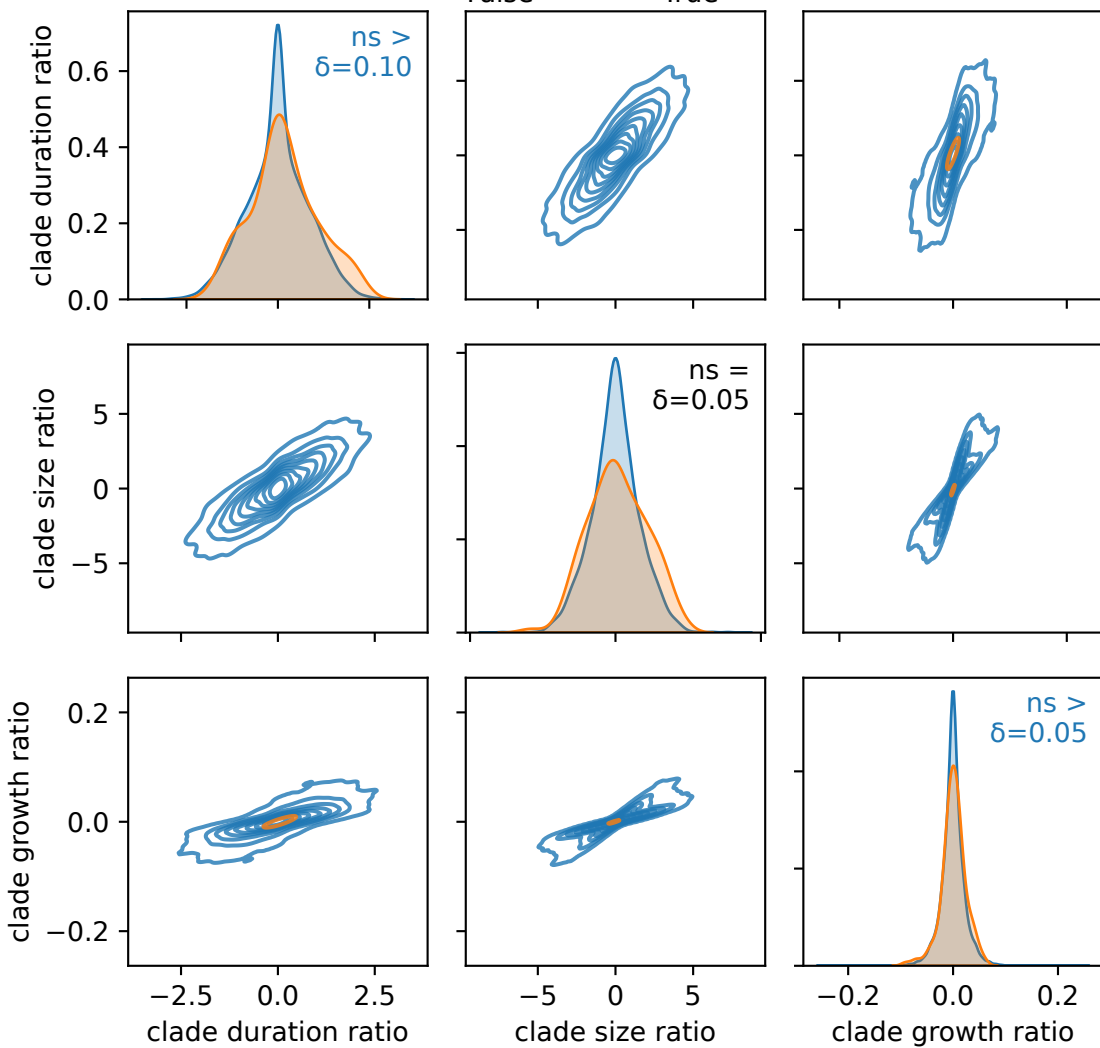 clade duration ratio
0.6
0.4
0.2
0.0
ns >
δ=0.10
True
clade size ratio
5
0
−5
ns =
δ=0.05
clade growth ratio
0.2
0.0
−0.2
ns >
δ=0.05
−2.5
0.0
2.5
−5
0
5
−0.2
0.0
0.2
clade duration ratio
clade size ratio
clade growth ratio